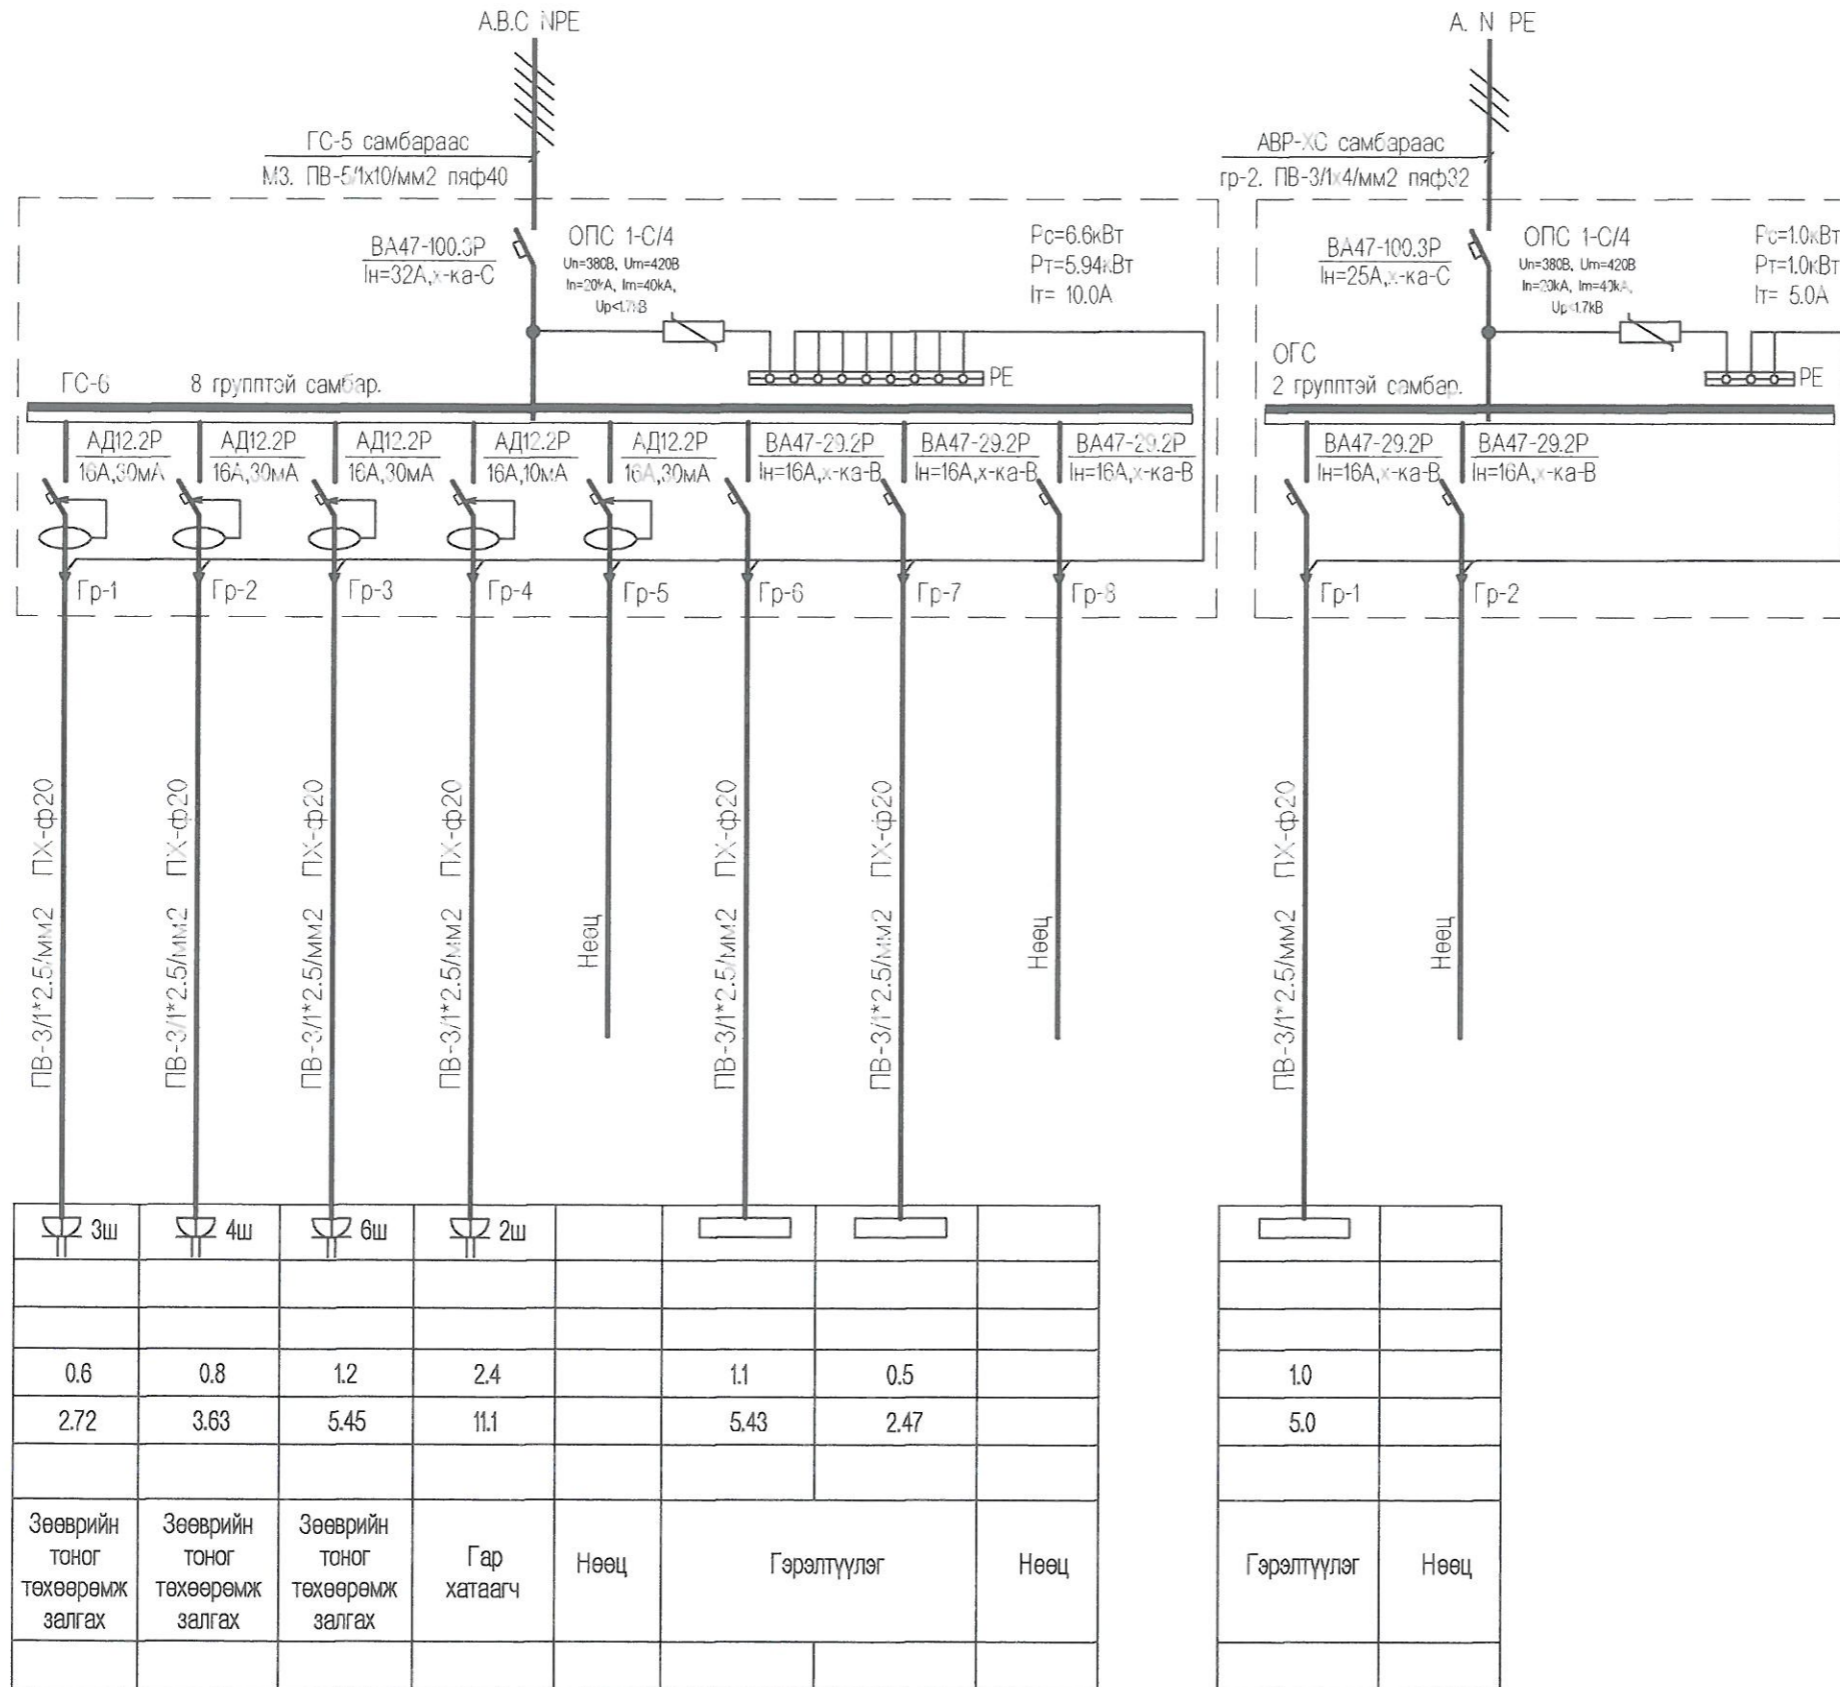 A.B.C NPE
ГС-5 самбараас
М3. ПВ-5/1x10/мм2 пяф40
ВА47-100.3Р
Iн=32А,х-ка-С
ОПС 1-С/4
Un=380В, Um=420В
In=20kA, Im=40kA,
Up<1.7kВ
Рс=6.6кВт
Рт=5.94кВт
Iт= 10.0А
PE
ГС-6 8 групптэй самбар.
АД12.2Р
16А,30мА
АД12.2Р
16А,30мА
АД12.2Р
16А,30мА
АД12.2Р
16А,10мА
АД12.2Р
16А,30мА
ВА47-29.2Р
Iн=16А,х-ка-В
ВА47-29.2Р
Iн=16А,х-ка-В
ВА47-29.2Р
Iн=16А,х-ка-В
Гр-1 Гр-2 Гр-3 Гр-4 Гр-5 Гр-6 Гр-7 Гр-8
ПВ-3/1*2.5/мм2 ПХ-ф20
ПВ-3/1*2.5/мм2 ПХ-ф20
ПВ-3/1*2.5/мм2 ПХ-ф20
ПВ-3/1*2.5/мм2 ПХ-ф20
Нөөц
ПВ-3/1*2.5/мм2 ПХ-ф20
ПВ-3/1*2.5/мм2 ПХ-ф20
Нөөц
3ш 4ш 6ш 2ш
0.6 0.8 1.2 2.4 1.1 0.5
2.72 3.63 5.45 11.1 5.43 2.47
Зөөврийн
тоног
төхөөрөмж
залгах
Зөөврийн
тоног
төхөөрөмж
залгах
Зөөврийн
тоног
төхөөрөмж
залгах
Гар
хатаагч
Нөөц
Гэрэлтүүлэг
Нөөц
A. N PE
АВР-ХС самбараас
гр-2. ПВ-3/1x4/мм2 пяф32
ВА47-100.3Р
Iн=25А,х-ка-С
ОПС 1-С/4
Un=380В, Um=420В
In=20kA, Im=40kA,
Up<1.7kВ
Рс=1.0кВт
Рт=1.0кВт
Iт= 5.0А
PE
ОГС
2 групптэй самбар.
ВА47-29.2Р
Iн=16А,х-ка-В
ВА47-29.2Р
Iн=16А,х-ка-В
Гр-1 Гр-2
ПВ-3/1*2.5/мм2 ПХ-ф20
Нөөц
1.0
5.0
Гэрэлтүүлэг
Нөөц